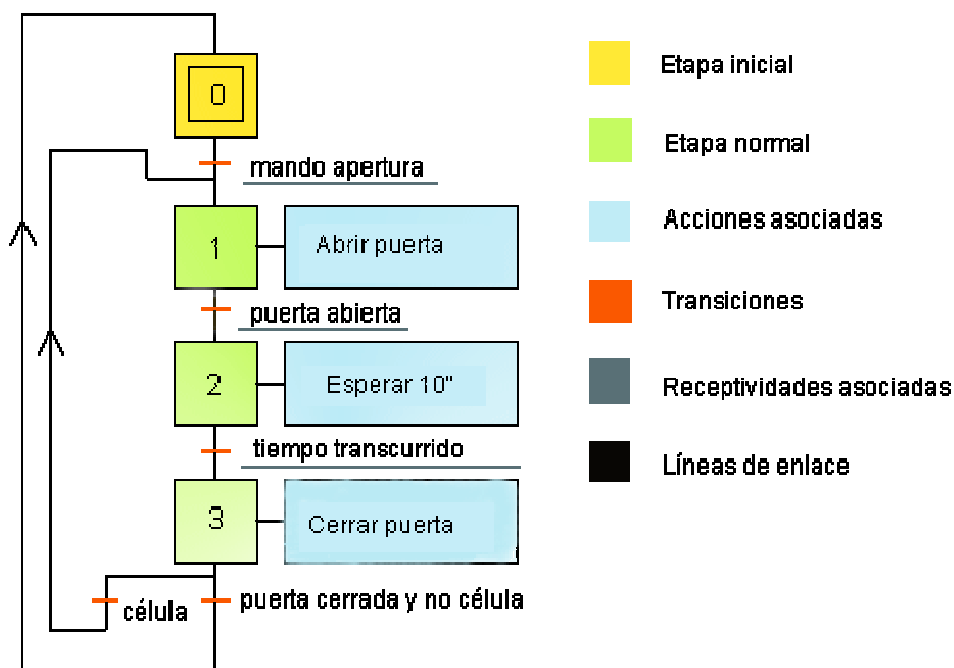 0
mando apertura
1
Abrir puerta
puerta abierta
2
Esperar 10"
tiempo transcurrido
3
Cerrar puerta
célula
puerta cerrada y no célula
Etapa inicial
Etapa normal
Acciones asociadas
Transiciones
Receptividades asociadas
Líneas de enlace